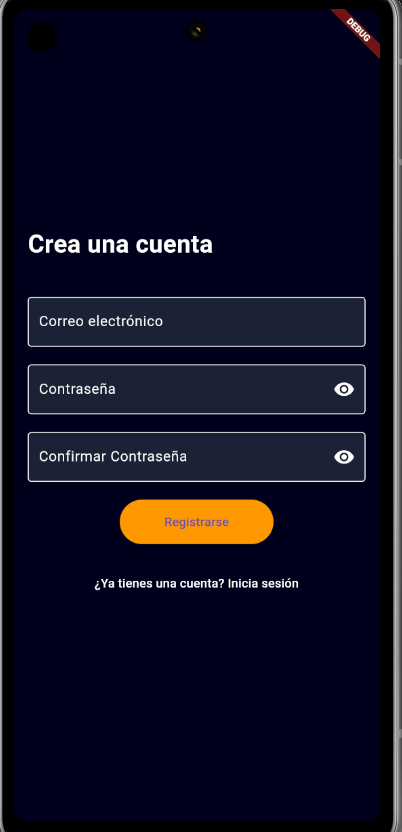 DEBUG
Crea una cuenta
Correo electrónico
Contraseña
Confirmar Contraseña
Registrarse
¿Ya tienes una cuenta? Inicia sesión